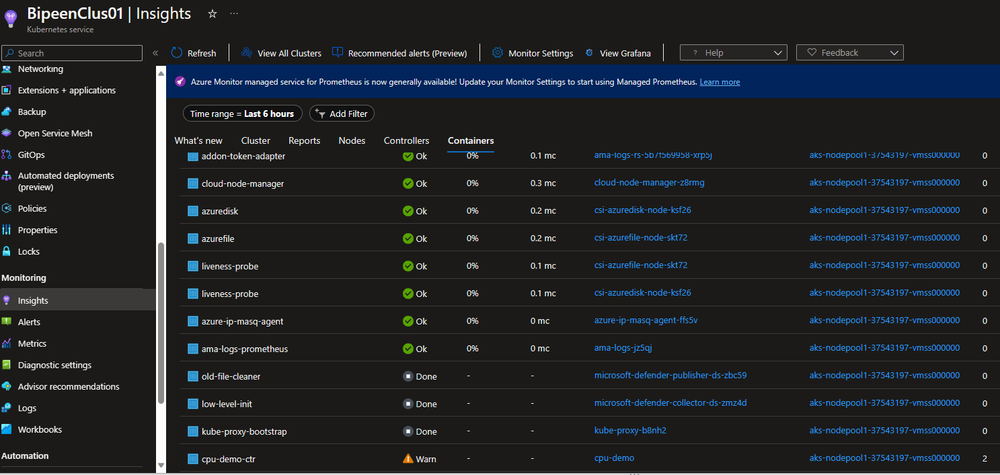 BipeenClus01 | Insights
Kubernetes service
Search
Refresh
View All Clusters
Recommended alerts (Preview)
Monitor Settings
View Grafana
? Help
Feedback
Networking
Extensions + applications
Backup
Open Service Mesh
GitOps
Automated deployments
(preview)
Policies
Properties
Locks
Monitoring
Insights
Alerts
Metrics
Diagnostic settings
Advisor recommendations
Logs
Workbooks
Automation
Azure Monitor managed service for Prometheus is now generally available! Update your Monitor Settings to start using Managed Prometheus. Learn more
Time range = Last 6 hours
Add Filter
What's new Cluster Reports Nodes Controllers Containers
addon-token-adapter Ok 0% 0.1 mc ama-logs-rs-5b7f569958-xrp5j aks-nodepool1-37543197-vmss000000 0
cloud-node-manager Ok 0% 0.3 mc cloud-node-manager-z8rmg aks-nodepool1-37543197-vmss000000 0
azuredisk Ok 0% 0.2 mc csi-azuredisk-node-ksf26 aks-nodepool1-37543197-vmss000000 0
azurefile Ok 0% 0.2 mc csi-azurefile-node-skt72 aks-nodepool1-37543197-vmss000000 0
liveness-probe Ok 0% 0.1 mc csi-azurefile-node-skt72 aks-nodepool1-37543197-vmss000000 0
liveness-probe Ok 0% 0.1 mc csi-azuredisk-node-ksf26 aks-nodepool1-37543197-vmss000000 0
azure-ip-masq-agent Ok 0% 0 mc azure-ip-masq-agent-ffs5v aks-nodepool1-37543197-vmss000000 0
ama-logs-prometheus Ok 0% 0 mc ama-logs-jz5qj aks-nodepool1-37543197-vmss000000 0
old-file-cleaner Done - - microsoft-defender-publisher-ds-zbc59 aks-nodepool1-37543197-vmss000000 0
low-level-init Done - - microsoft-defender-collector-ds-zmz4d aks-nodepool1-37543197-vmss000000 0
kube-proxy-bootstrap Done - - kube-proxy-b8nh2 aks-nodepool1-37543197-vmss000000 0
cpu-demo-ctr Warn - - cpu-demo aks-nodepool1-37543197-vmss000000 2